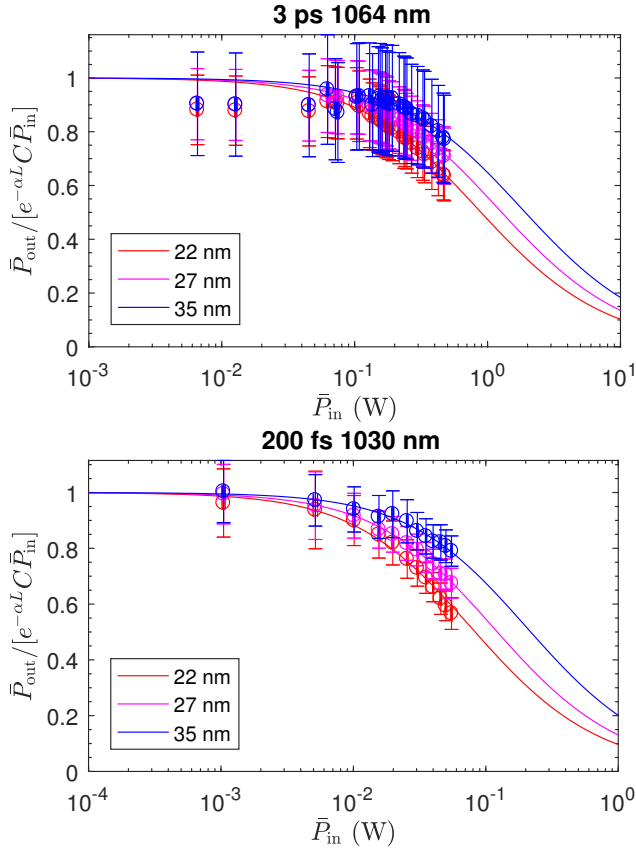 3 ps 1064 nm
1
0.8
0.6
0.4
0.2
0
P̄out/[e^−αL C P̄in]
22 nm
27 nm
35 nm
10^-3 10^-2 10^-1 10^0 10^1
P̄in (W)
200 fs 1030 nm
1
0.8
0.6
0.4
0.2
0
P̄out/[e^−αL C P̄in]
22 nm
27 nm
35 nm
10^-4 10^-3 10^-2 10^-1 10^0
P̄in (W)